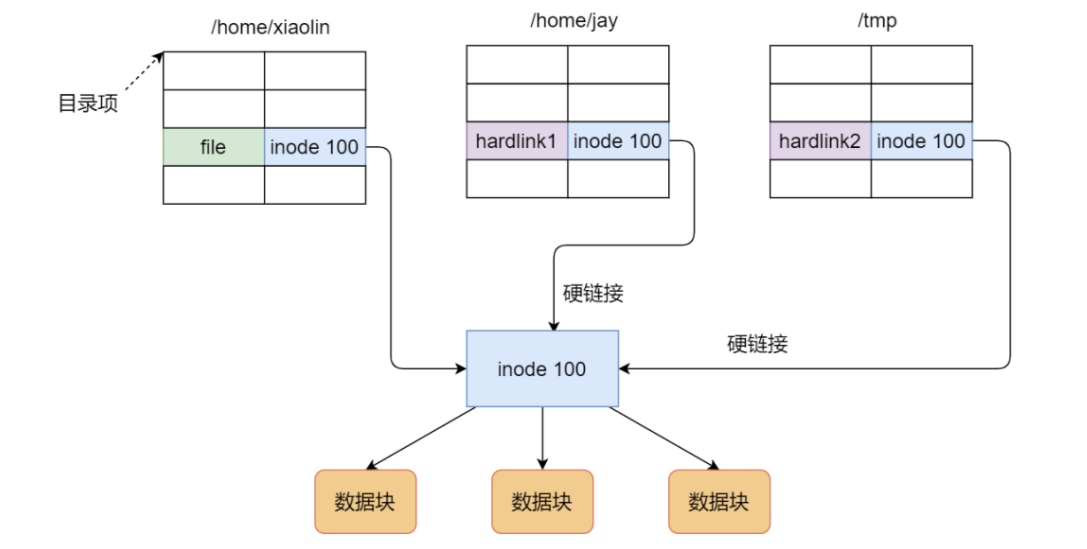 /home/xiaolin
/home/jay
/tmp
目录项
file
inode 100
hardlink1
inode 100
hardlink2
inode 100
硬链接
硬链接
inode 100
数据块
数据块
数据块